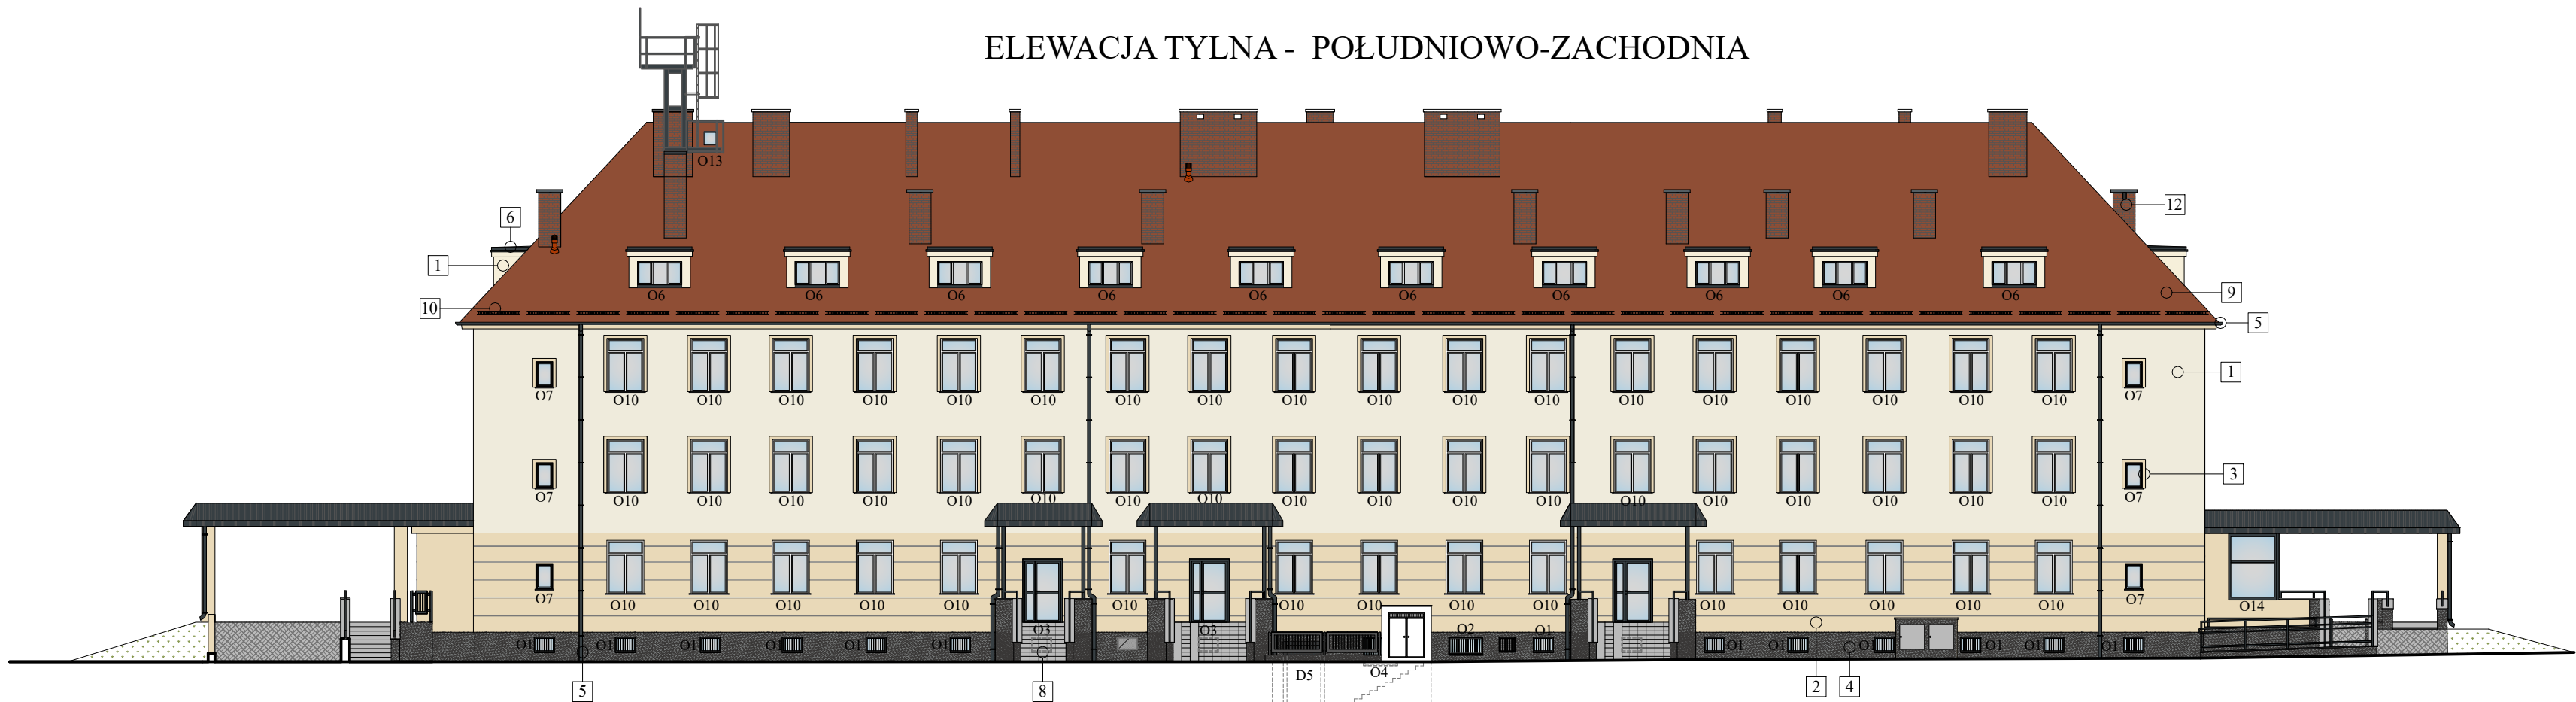 ELEWACJA TYLNA - POŁUDNIOWO-ZACHODNIA
O13
12
6
1
O6 O6 O6 O6 O6 O6 O6 O6 O6 O6
9
10
5
1
O7 O10 O10 O10 O10 O10 O10 O10 O10 O10 O10 O10 O10 O10 O10 O10 O10 O10 O10 O7
3
O7 O10 O10 O10 O10 O10 O10 O10 O10 O10 O10 O10 O10 O10 O10 O10 O10 O10 O10 O7
O7 O10 O10 O10 O10 O10 O10 O10 O10 O10 O10 O10 O10 O10 O10 O10 O7 O14
O3 O3 O2 O1
O1 O1 O1 O1 O1 O1 O1 O1 O1 O1 O1 O1
D5 O4
5 8 2 4